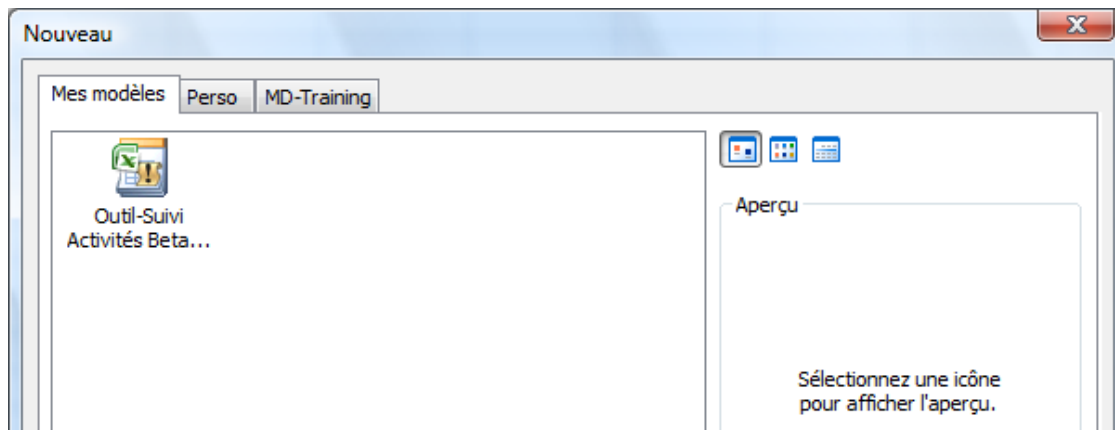 Nouveau
Mes modèles Perso MD-Training
Outil-Suivi
Activités Beta...
Aperçu
Sélectionnez une icône
pour afficher l'aperçu.